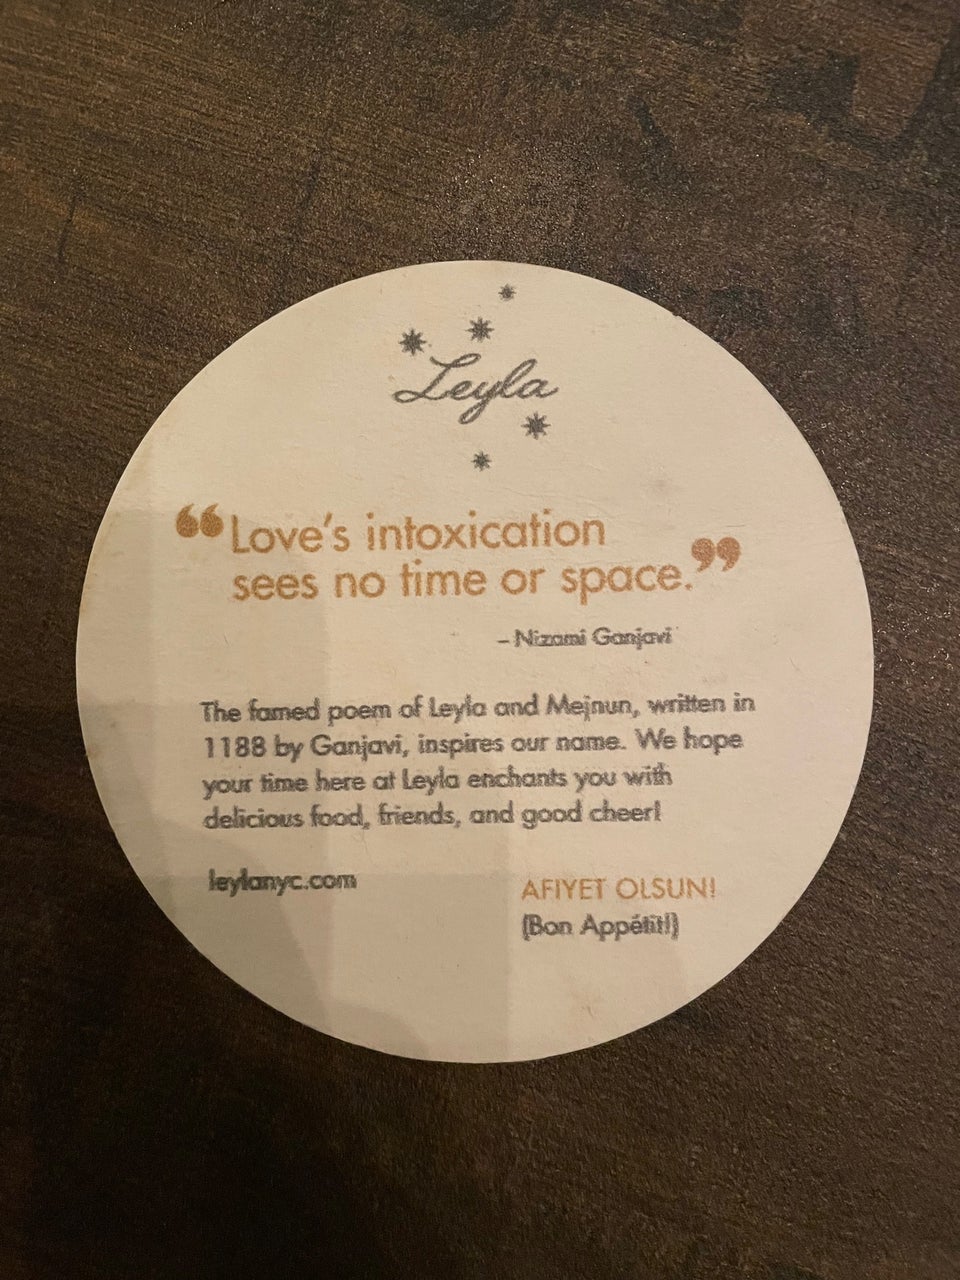 Leyla
“Love’s intoxication
sees no time or space.”
– Nizami Ganjavi
The famed poem of Leyla and Mejnun, written in
1188 by Ganjavi, inspires our name. We hope
your time here at Leyla enchants you with
delicious food, friends, and good cheer!
leylanyc.com
AFIYET OLSUN!
(Bon Appétit!)